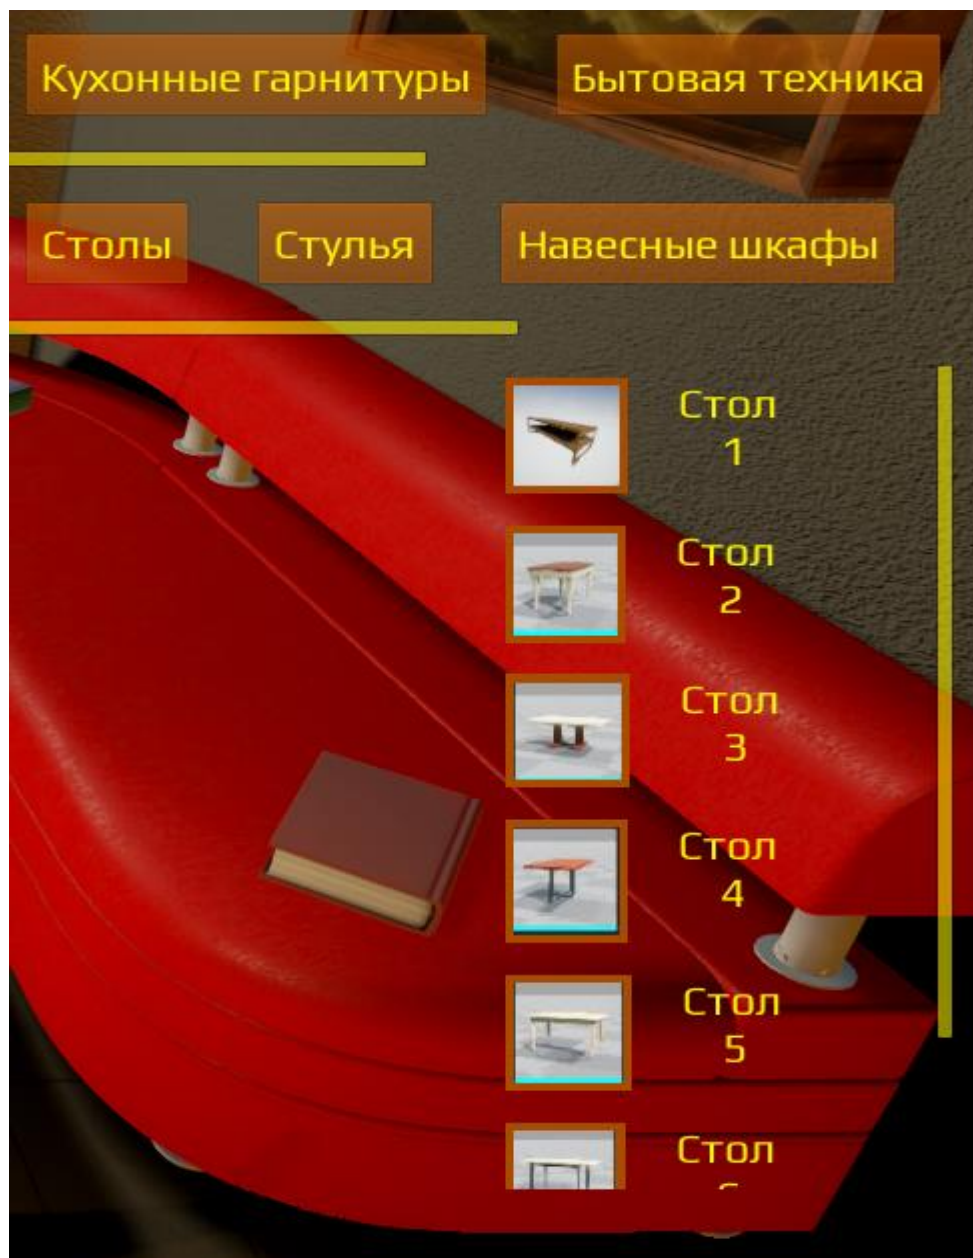 Кухонные гарнитуры
Бытовая техника
Столы
Стулья
Навесные шкафы
Стол
1
Стол
2
Стол
3
Стол
4
Стол
5
Стол